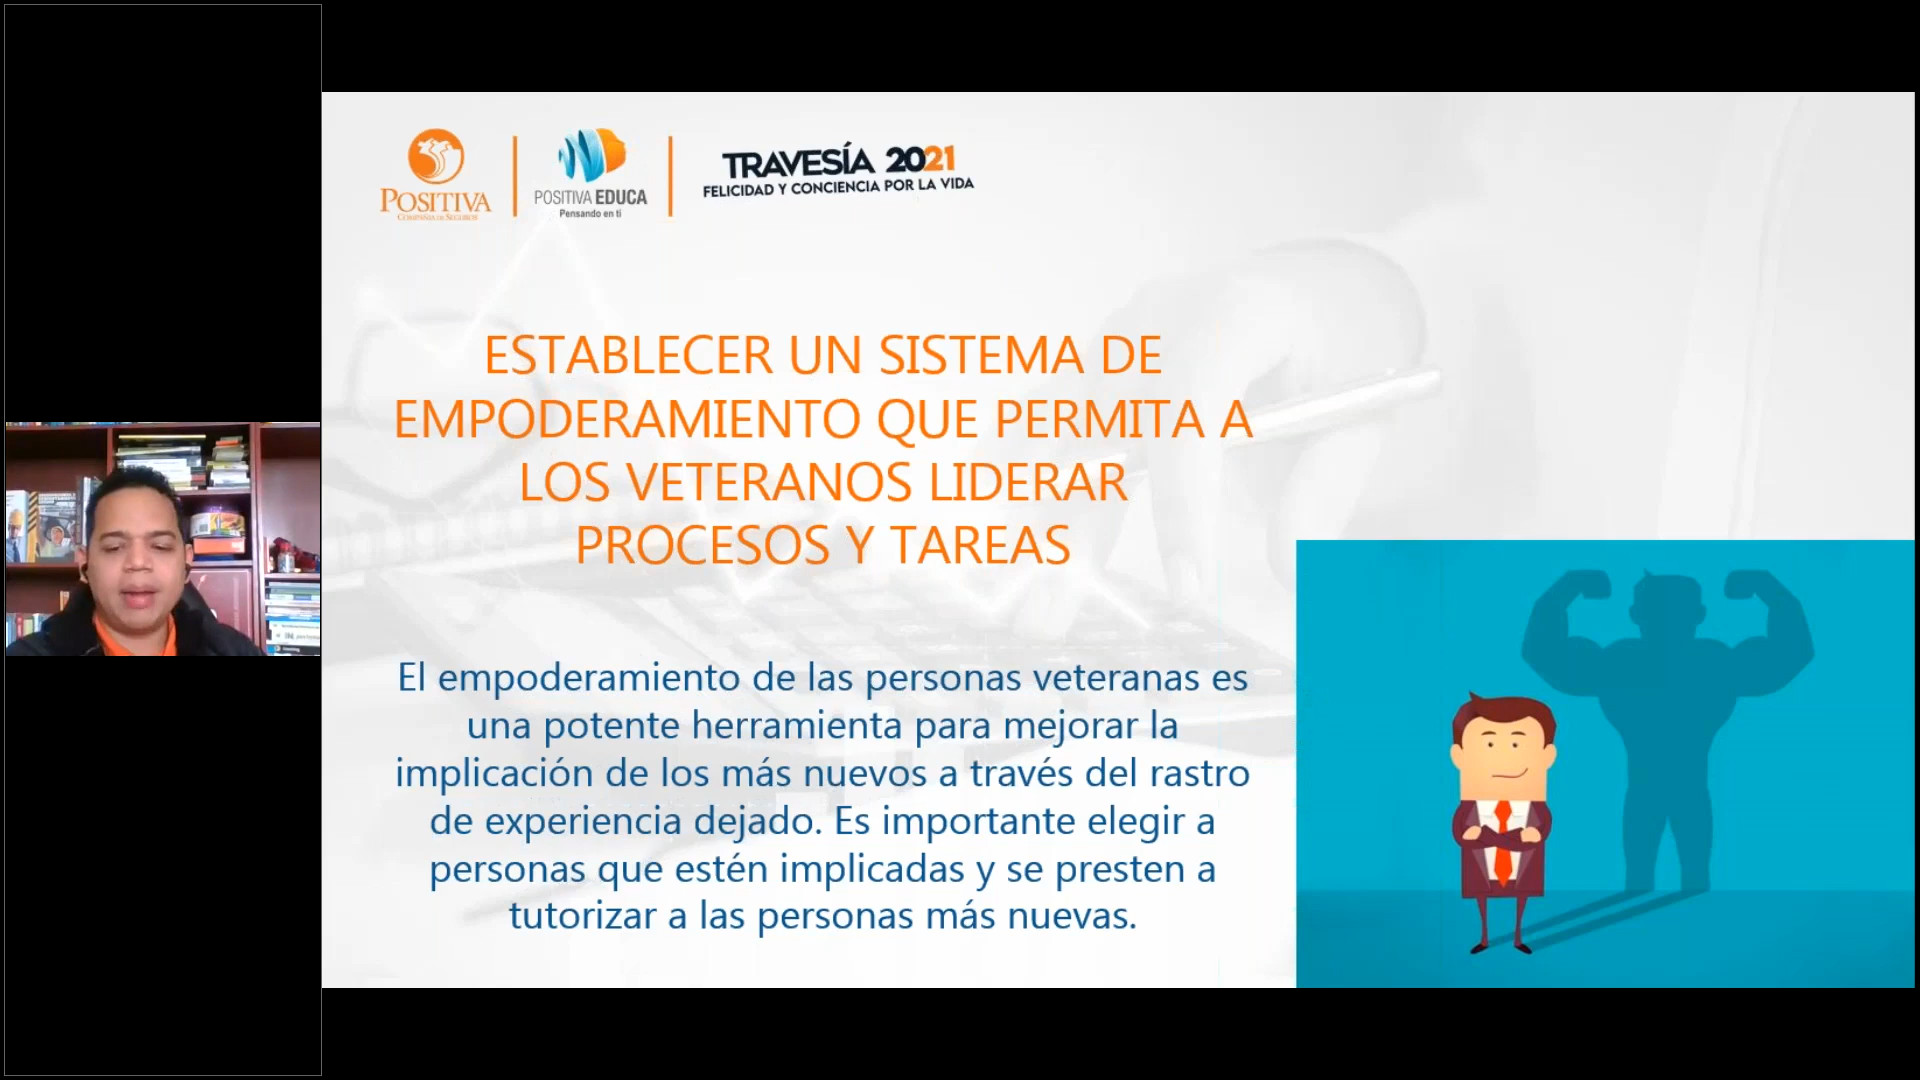 POSITIVA
COMPAÑÍA DE SEGUROS
POSITIVA EDUCA
Pensando en ti
TRAVESÍA 2021
FELICIDAD Y CONCIENCIA POR LA VIDA
ESTABLECER UN SISTEMA DE
EMPODERAMIENTO QUE PERMITA A
LOS VETERANOS LIDERAR
PROCESOS Y TAREAS
El empoderamiento de las personas veteranas es
una potente herramienta para mejorar la
implicación de los más nuevos a través del rastro
de experiencia dejado. Es importante elegir a
personas que estén implicadas y se presten a
tutorizar a las personas más nuevas.